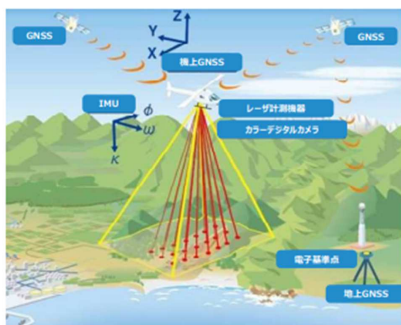 GNSS
Z
Y
X
GNSS
機上GNSS
IMU
φ
ω
κ
レーザ計測機器
カラーデジタルカメラ
電子基準点
地上GNSS